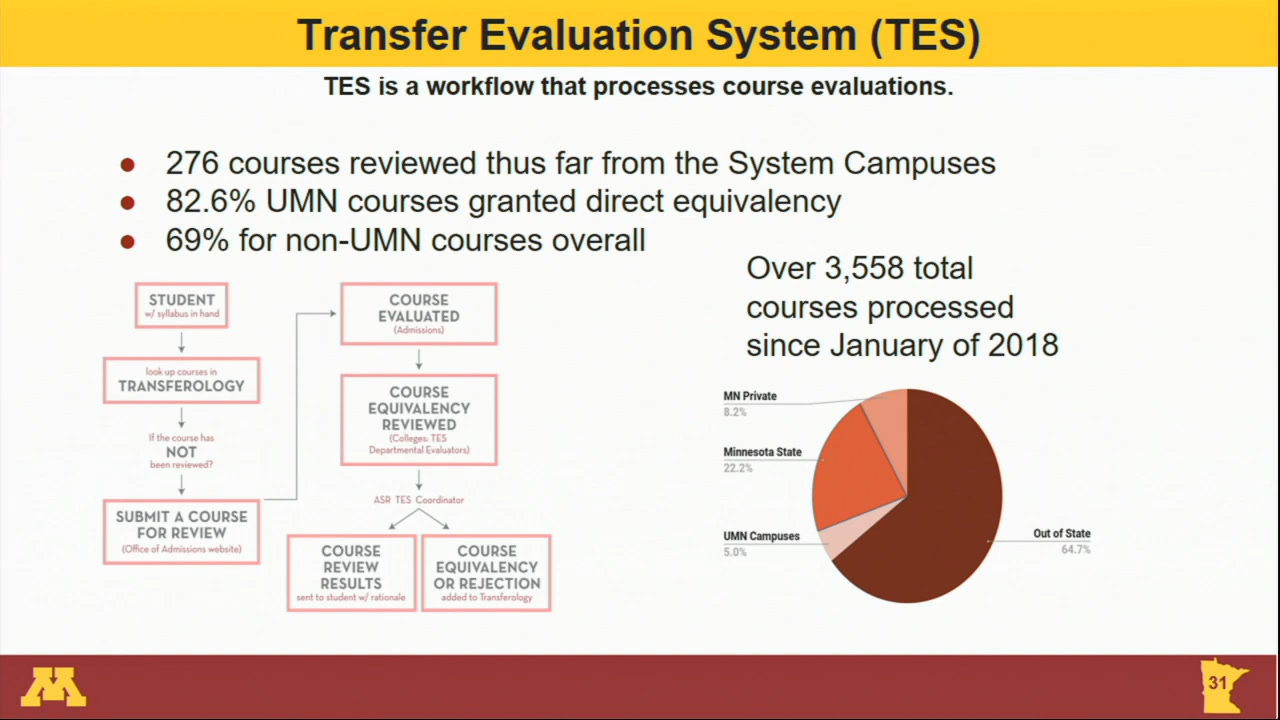 Transfer Evaluation System (TES)
TES is a workflow that processes course evaluations.
● 276 courses reviewed thus far from the System Campuses
● 82.6% UMN courses granted direct equivalency
● 69% for non-UMN courses overall
STUDENT
w/ syllabus in hand
look up courses in
TRANSFEROLOGY
If the course has
NOT
been reviewed?
SUBMIT A COURSE
FOR REVIEW
(Office of Admissions website)
COURSE
EVALUATED
(Admissions)
COURSE
EQUIVALENCY
REVIEWED
(Colleges: TES
Departmental Evaluators)
ASR TES Coordinator
COURSE
REVIEW
RESULTS
sent to student w/ rationale
COURSE
EQUIVALENCY
OR REJECTION
added to Transferology
Over 3,558 total
courses processed
since January of 2018
MN Private
8.2%
Minnesota State
22.2%
UMN Campuses
5.0%
Out of State
64.7%
M
31